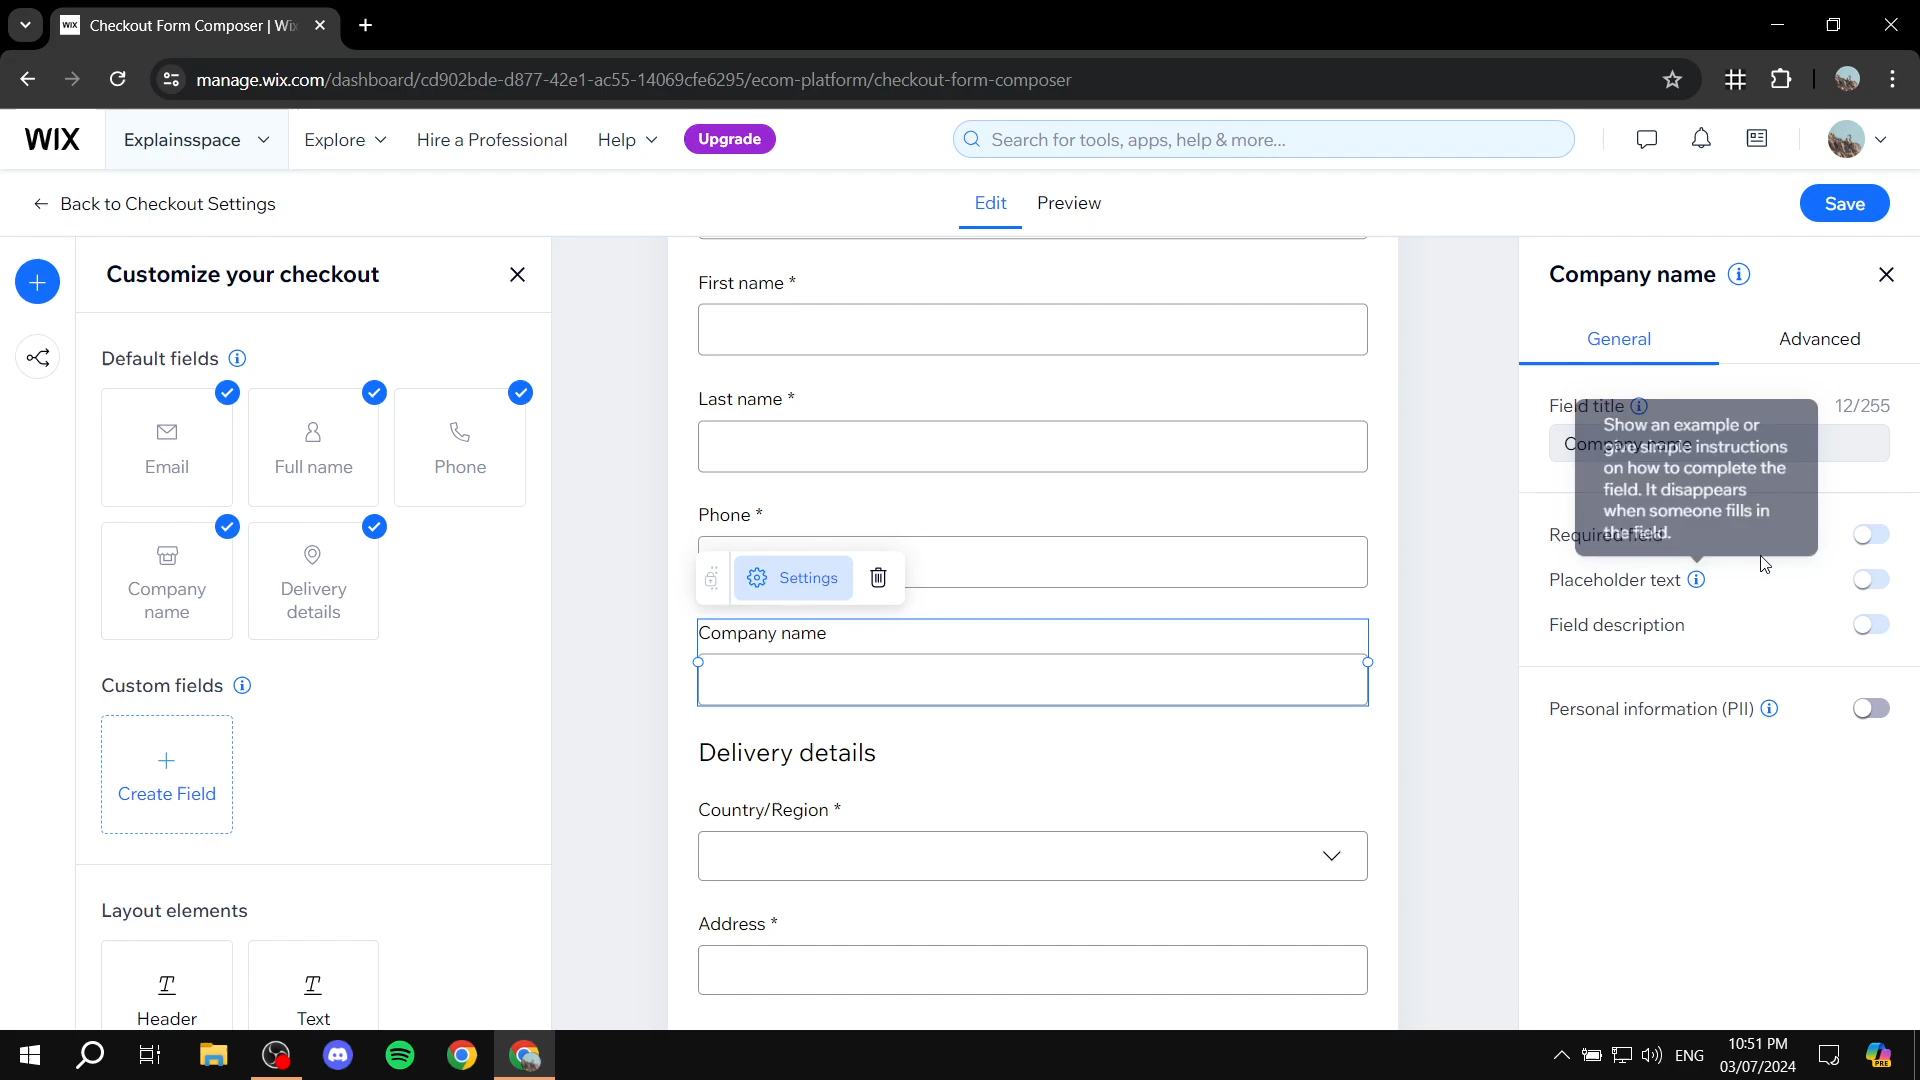 WIX
Checkout Form Composer | Wix
manage.wix.com/dashboard/cd902bde-d877-42e1-ac55-14069cfe6295/ecom-platform/checkout-form-composer
WIX
Explainsspace
Explore
Hire a Professional
Help
Upgrade
Search for tools, apps, help & more...
Back to Checkout Settings
Edit
Preview
Save
Customize your checkout
Default fields
Email
Full name
Phone
Company
name
Delivery
details
Custom fields
Create Field
Layout elements
Header
Text
First name *
Last name *
Phone *
Settings
Company name
Delivery details
Country/Region *
Address *
Company name
General
Advanced
Field title
12/255
Company name
Show an example or
give simple instructions
on how to complete the
field. It disappears
when someone fills in
the field.
Required field
Placeholder text
Field description
Personal information (PII)
ENG
10:51 PM
03/07/2024
PRE